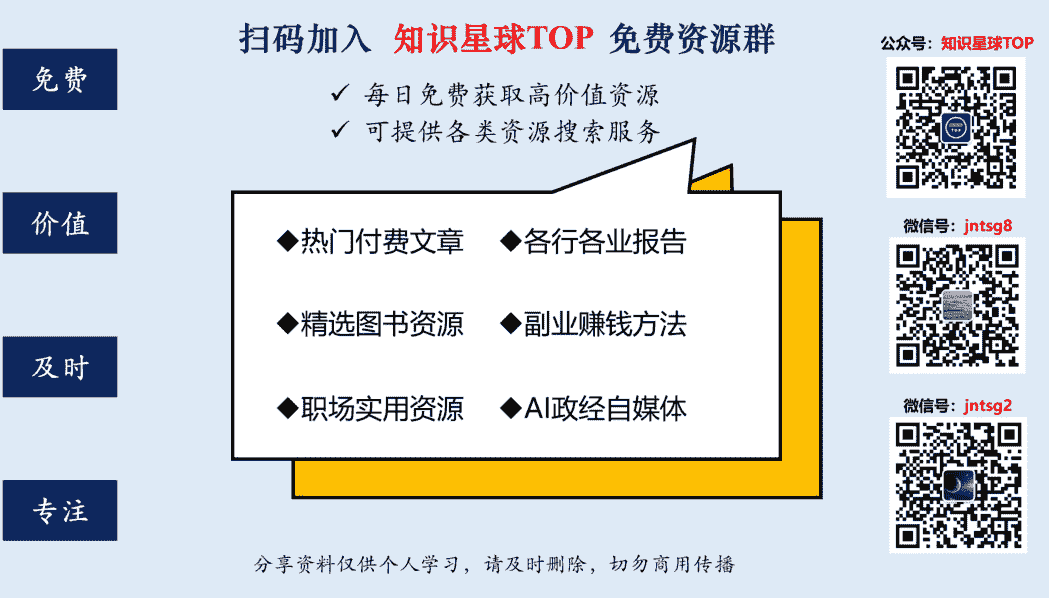 扫码加入 知识星球TOP 免费资源群
✓ 每日免费获取高价值资源
✓ 可提供各类资源搜索服务
免费
价值
及时
专注
◆热门付费文章 ◆各行各业报告
◆精选图书资源 ◆副业赚钱方法
◆职场实用资源 ◆AI政经自媒体
公众号：知识星球TOP
微信号：jntsg8
微信号：jntsg2
分享资料仅供个人学习，请及时删除，切勿商用传播